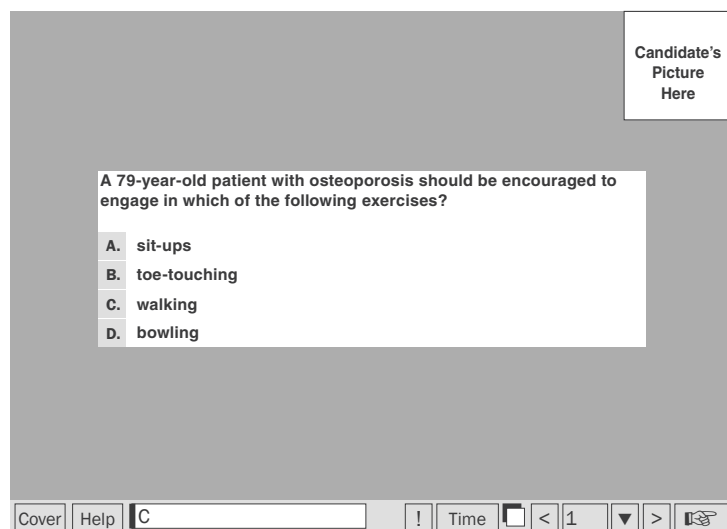 Candidate's
Picture
Here
A 79-year-old patient with osteoporosis should be encouraged to
engage in which of the following exercises?
A. sit-ups
B. toe-touching
C. walking
D. bowling
Cover Help C ! Time < 1 ▼ > ☞